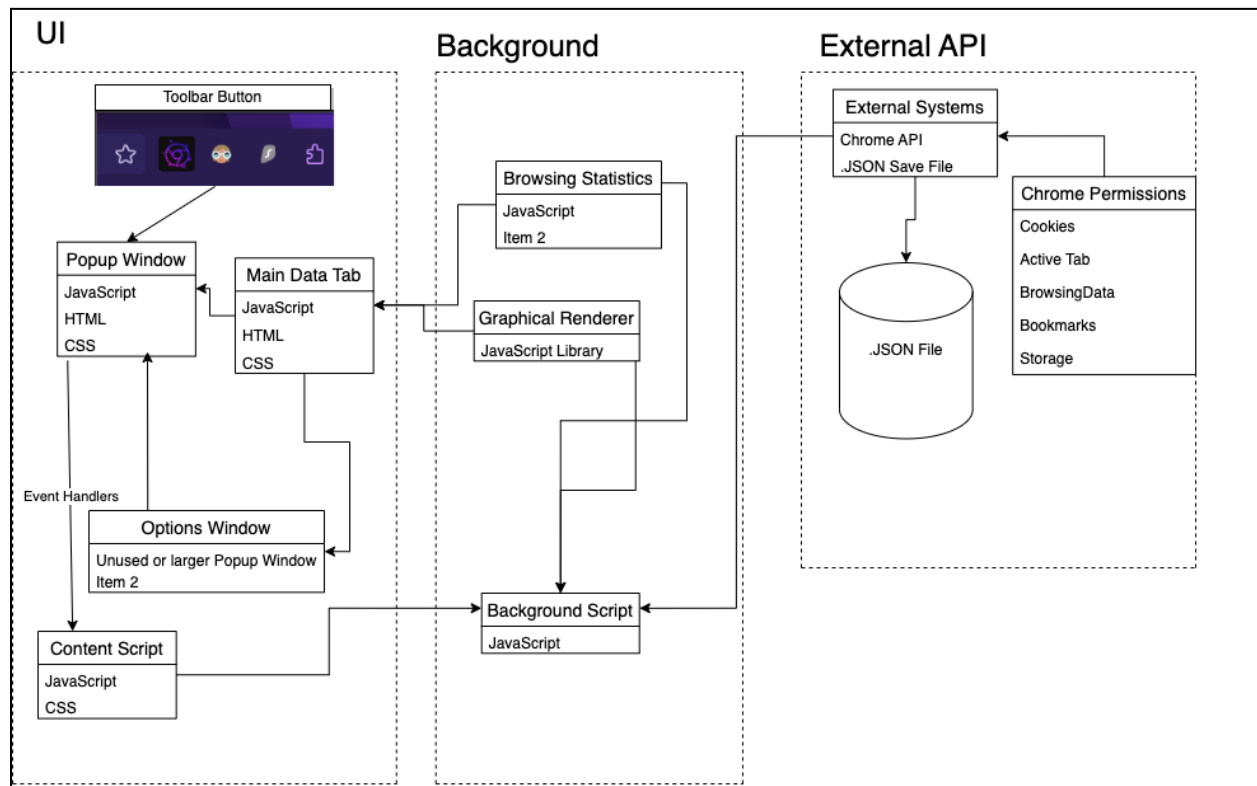 UI
Toolbar Button
Popup Window
JavaScript
HTML
CSS
Main Data Tab
JavaScript
HTML
CSS
Event Handlers
Options Window
Unused or larger Popup Window
Item 2
Content Script
JavaScript
CSS
Background
Browsing Statistics
JavaScript
Item 2
Graphical Renderer
JavaScript Library
Background Script
JavaScript
External API
External Systems
Chrome API
.JSON Save File
Chrome Permissions
Cookies
Active Tab
BrowsingData
Bookmarks
Storage
.JSON File